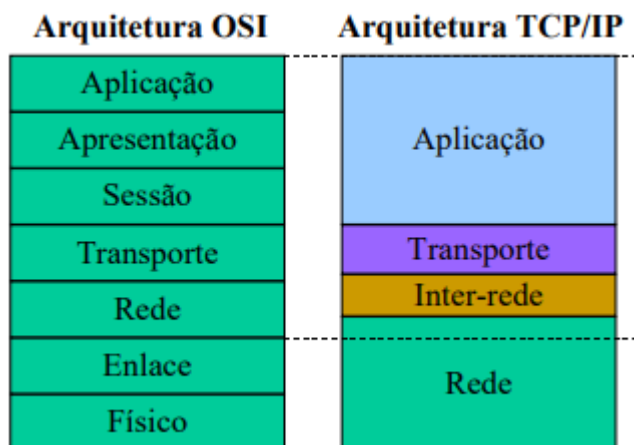 Arquitetura OSI
Aplicação
Apresentação
Sessão
Transporte
Rede
Enlace
Físico
Arquitetura TCP/IP
Aplicação
Transporte
Inter-rede
Rede